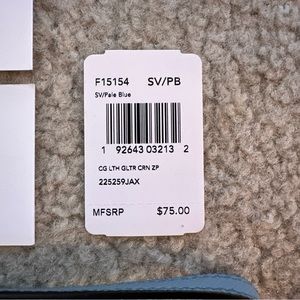 F15154 SV/PB
SV/Pale Blue
1 92643 03213 2
CG LTH GLTR CRN ZP
225259JAX
MFSRP $75.00